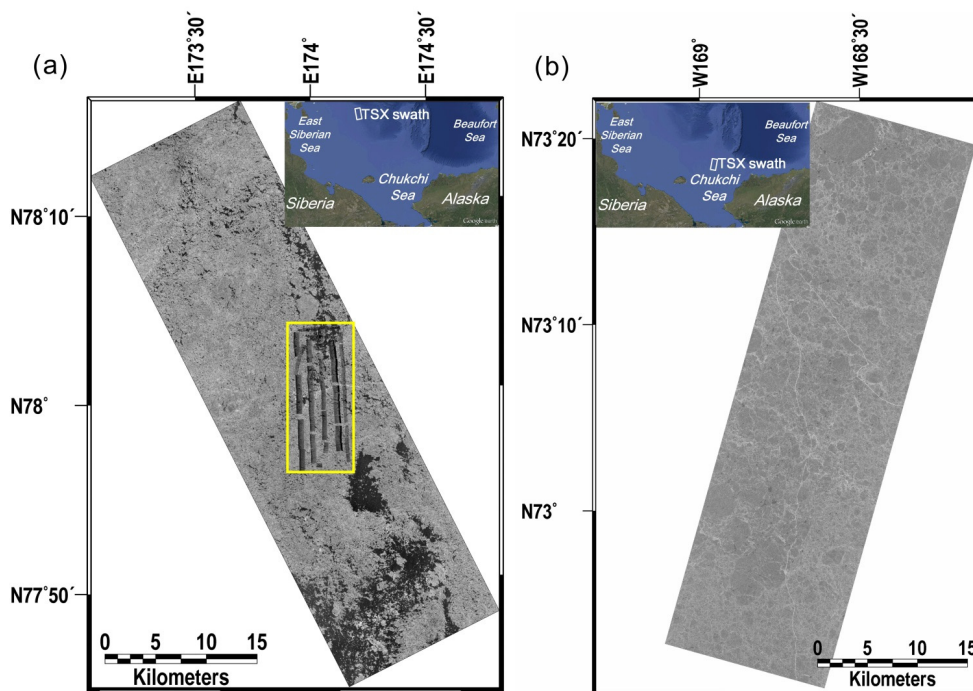 (a)
E173°30´
E174°
E174°30´
N78°10´
N78°
N77°50´
East
Siberian
Sea
TSX swath
Beaufort
Sea
Chukchi
Sea
Siberia
Alaska
Google earth
0 5 10 15
Kilometers
(b)
W169°
W168°30´
N73°20´
N73°10´
N73°
East
Siberian
Sea
Beaufort
Sea
TSX swath
Chukchi
Sea
Siberia
Alaska
Google earth
0 5 10 15
Kilometers